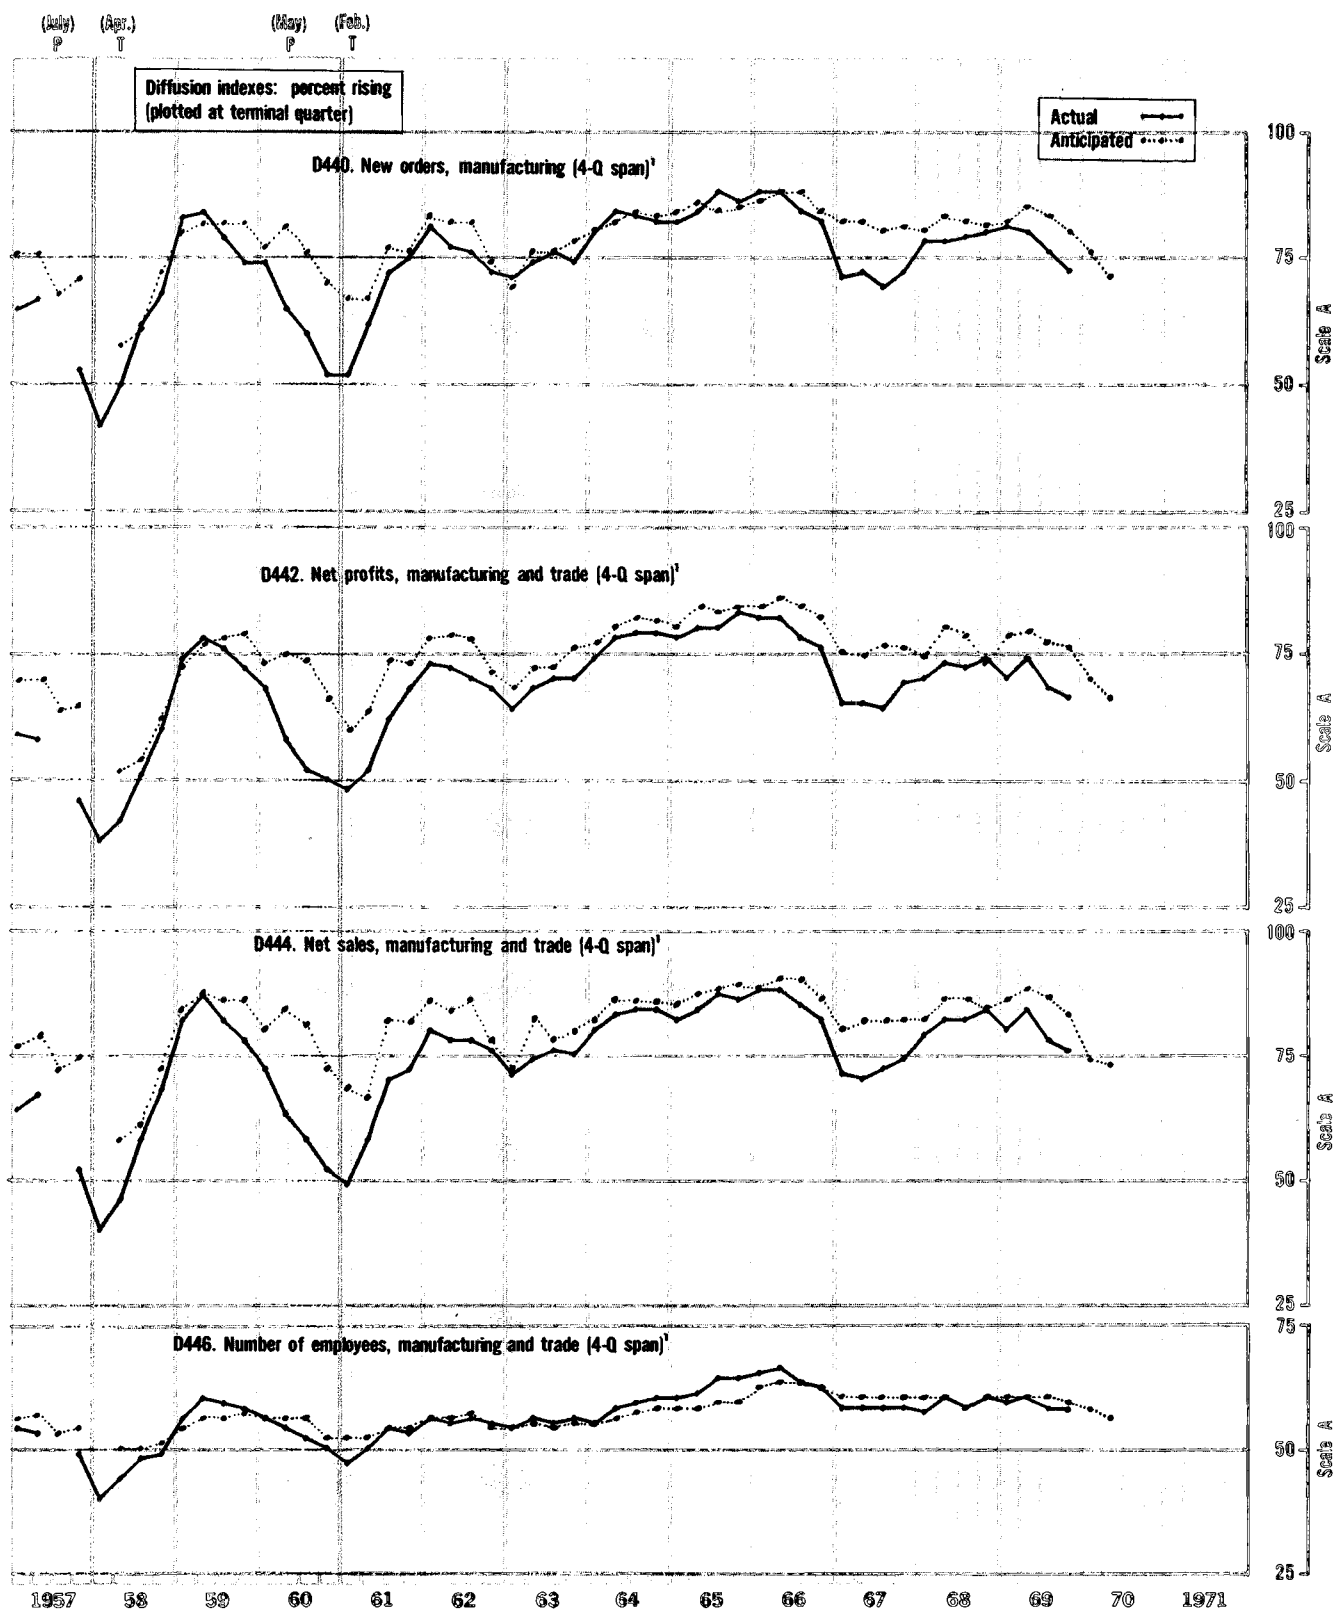 (July) (Apr.) (May) (Feb.)
P T P T
Diffusion indexes: percent rising
(plotted at terminal quarter)
Actual
Anticipated
D440. New orders, manufacturing (4-Q span)¹
100
75
50
25
Scale A
D442. Net profits, manufacturing and trade (4-Q span)¹
100
75
50
25
Scale A
D444. Net sales, manufacturing and trade (4-Q span)¹
100
75
50
25
Scale A
D446. Number of employees, manufacturing and trade (4-Q span)¹
75
50
25
Scale A
1957 58 59 60 61 62 63 64 65 66 67 68 69 70 1971